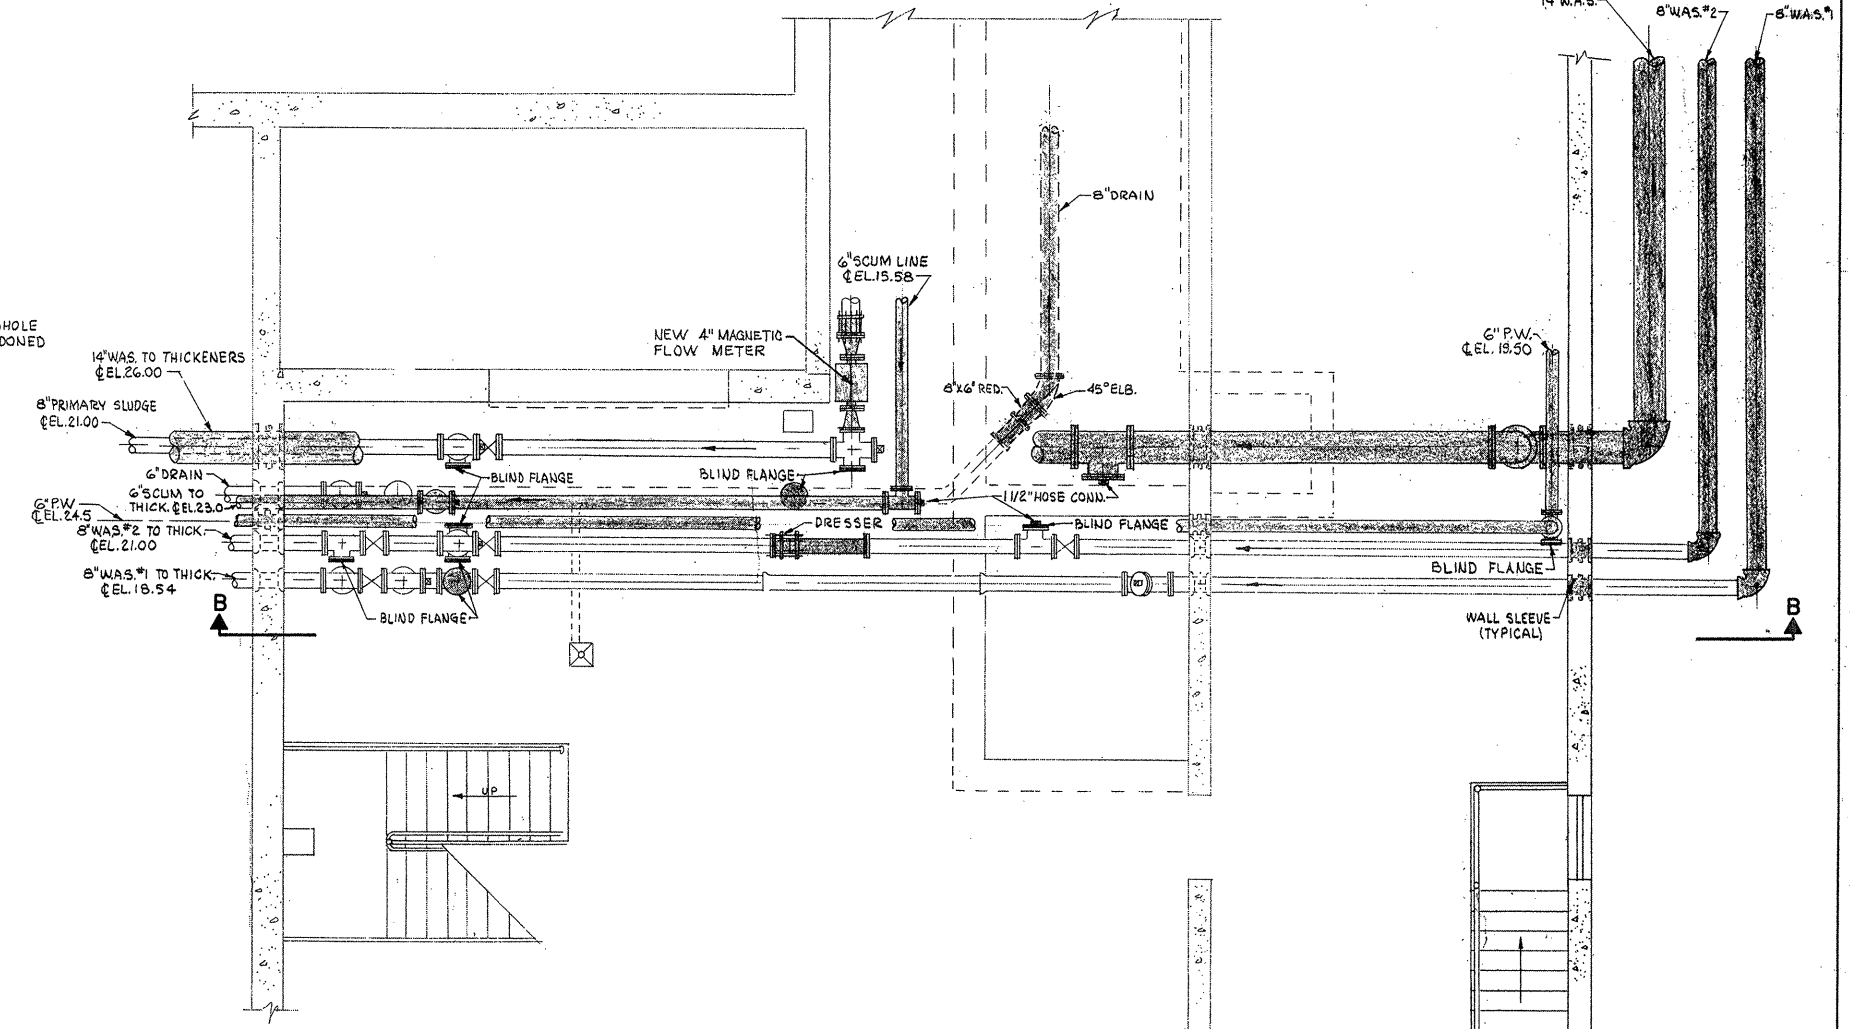 14"W.A.S.
8"W.A.S.#2
8"W.A.S.#1
8"DRAIN
6"SCUM LINE
℄EL.15.58
HOLE
DONED
NEW 4" MAGNETIC
FLOW METER
6" P.W.
℄EL. 19.50
14"WAS. TO THICKENERS
℄EL.26.00
8"X6" RED.
45°ELB.
8"PRIMARY SLUDGE
℄EL.21.00
6"DRAIN
BLIND FLANGE
BLIND FLANGE
6"SCUM TO
THICK. ℄EL.23.0
1 1/2"HOSE CONN.
6"P.W.
℄EL.24.5
8"WAS.#2 TO THICK.
℄EL.21.00
DRESSER
BLIND FLANGE
BLIND FLANGE
8"W.A.S.#1 TO THICK.
℄EL.18.54
B
BLIND FLANGE
WALL SLEEVE
(TYPICAL)
B
UP